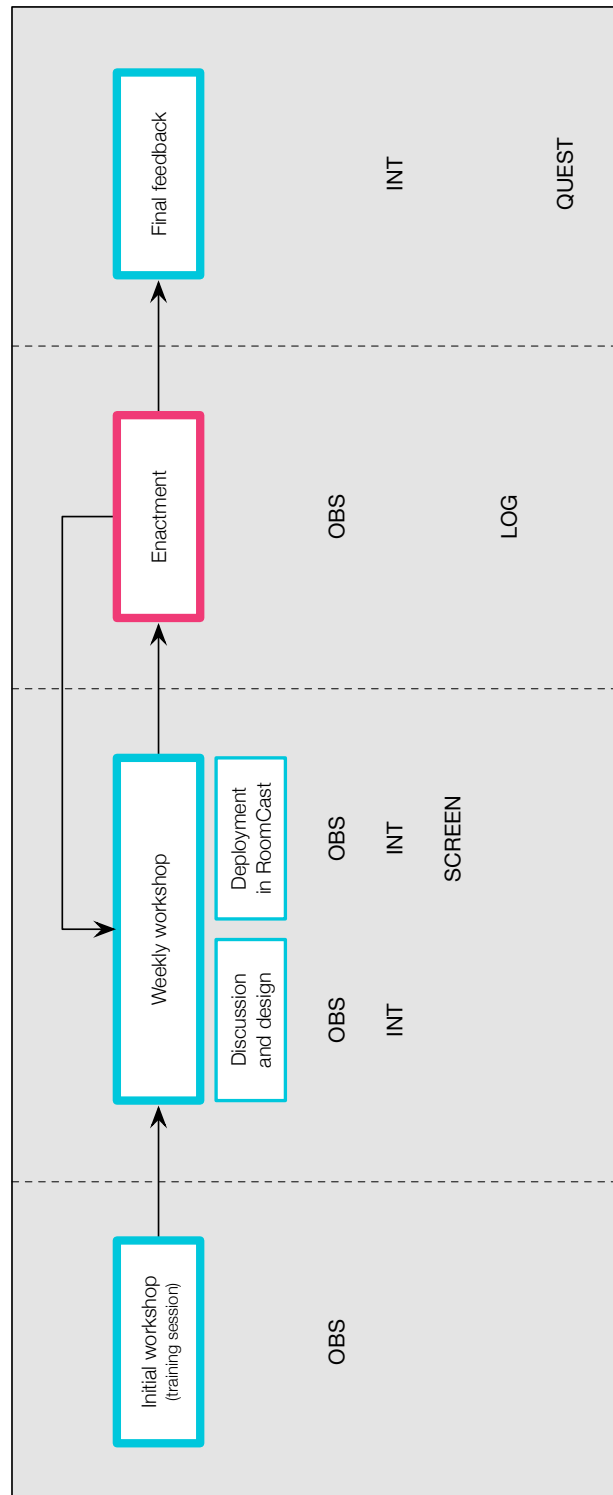 Initial workshop
(training session)
OBS
Weekly workshop
Discussion
and design
OBS
INT
Deployment
in RoomCast
OBS
INT
SCREEN
Enactment
OBS
LOG
Final feedback
INT
QUEST